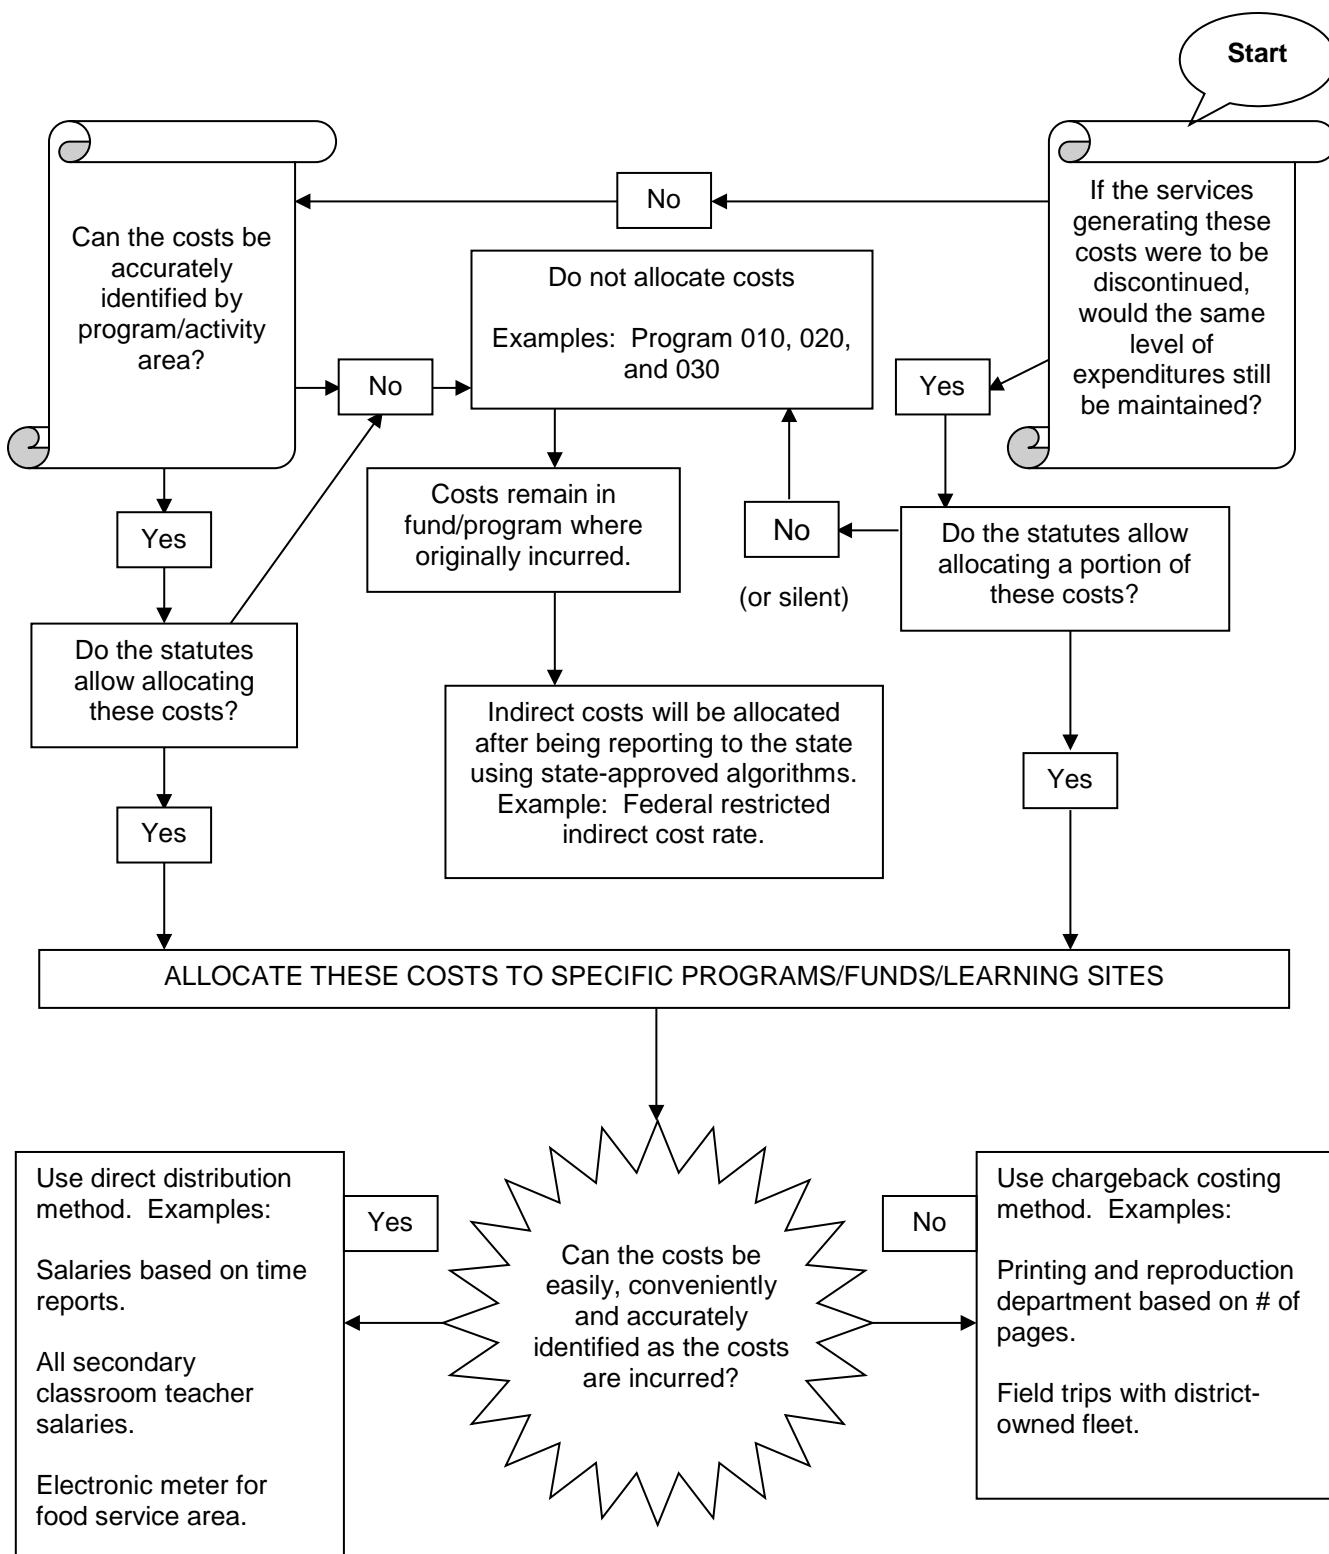 Start
If the services
generating these
costs were to be
discontinued,
would the same
level of
expenditures still
be maintained?
No
Can the costs be
accurately
identified by
program/activity
area?
Do not allocate costs
Examples:  Program 010, 020,
and 030
No
Yes
Costs remain in
fund/program where
originally incurred.
No
(or silent)
Do the statutes allow
allocating a portion of
these costs?
Yes
Do the statutes
allow allocating
these costs?
Indirect costs will be allocated
after being reporting to the state
using state-approved algorithms.
Example:  Federal restricted
indirect cost rate.
Yes
Yes
ALLOCATE THESE COSTS TO SPECIFIC PROGRAMS/FUNDS/LEARNING SITES
Use direct distribution
method.  Examples:
Salaries based on time
reports.
All secondary
classroom teacher
salaries.
Electronic meter for
food service area.
Yes
Can the costs be
easily, conveniently
and accurately
identified as the costs
are incurred?
No
Use chargeback costing
method.  Examples:
Printing and reproduction
department based on # of
pages.
Field trips with district-
owned fleet.